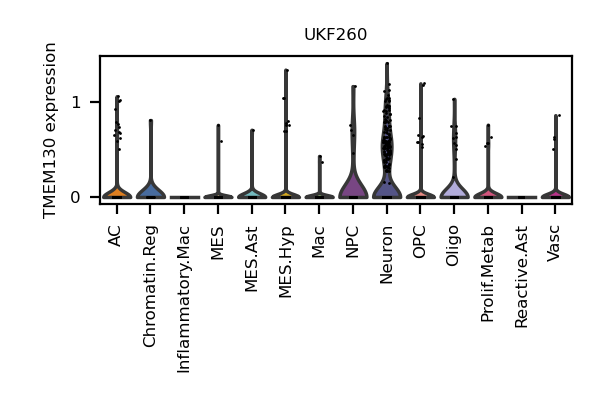 UKF260
TMEM130 expression
1
0
AC
Chromatin.Reg
Inflammatory.Mac
MES
MES.Ast
MES.Hyp
Mac
NPC
Neuron
OPC
Oligo
Prolif.Metab
Reactive.Ast
Vasc